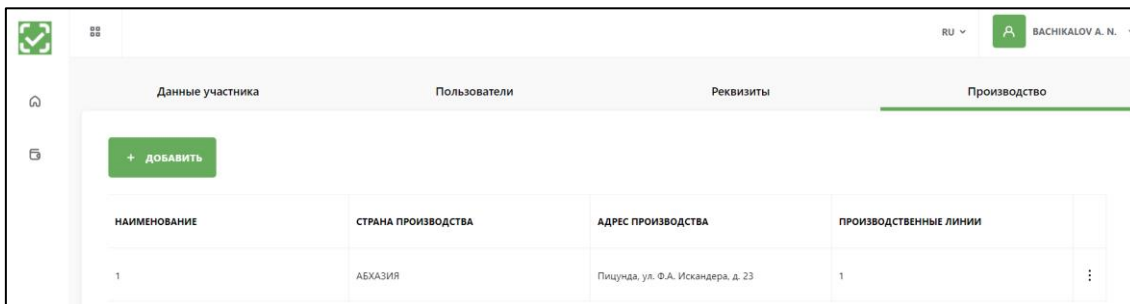 RU
BACHIKALOV A. N.
Данные участника Пользователи Реквизиты Производство
+ ДОБАВИТЬ
НАИМЕНОВАНИЕ СТРАНА ПРОИЗВОДСТВА АДРЕС ПРОИЗВОДСТВА ПРОИЗВОДСТВЕННЫЕ ЛИНИИ
1 АБХАЗИЯ Пицунда, ул. Ф.А. Искандера, д. 23 1